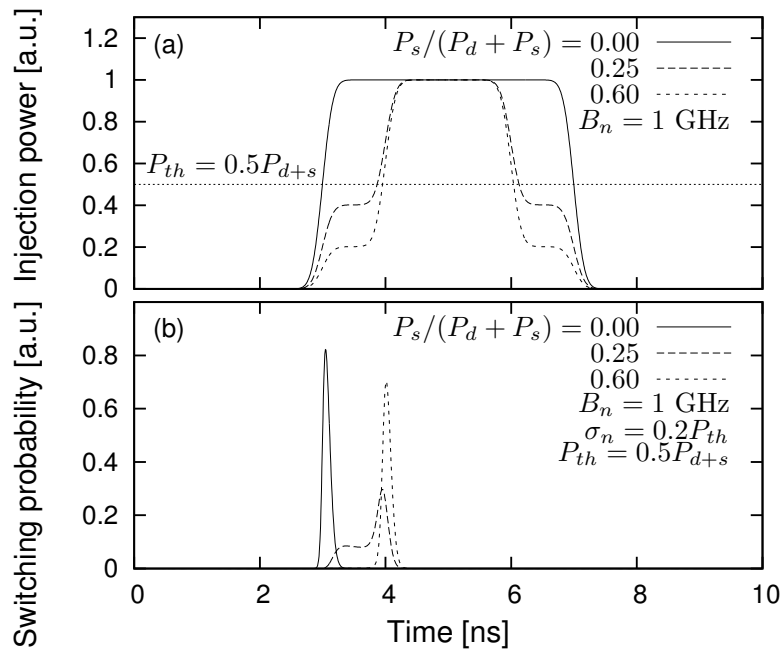 Injection power [a.u.]
1.2
1
0.8
0.6
0.4
0.2
0
(a)
P_s/(P_d + P_s) = 0.00
0.25
0.60
B_n = 1 GHz
P_th = 0.5P_{d+s}
Switching probability [a.u.]
0.8
0.6
0.4
0.2
0
(b)
P_s/(P_d + P_s) = 0.00
0.25
0.60
B_n = 1 GHz
σ_n = 0.2P_th
P_th = 0.5P_{d+s}
0 2 4 6 8 10
Time [ns]